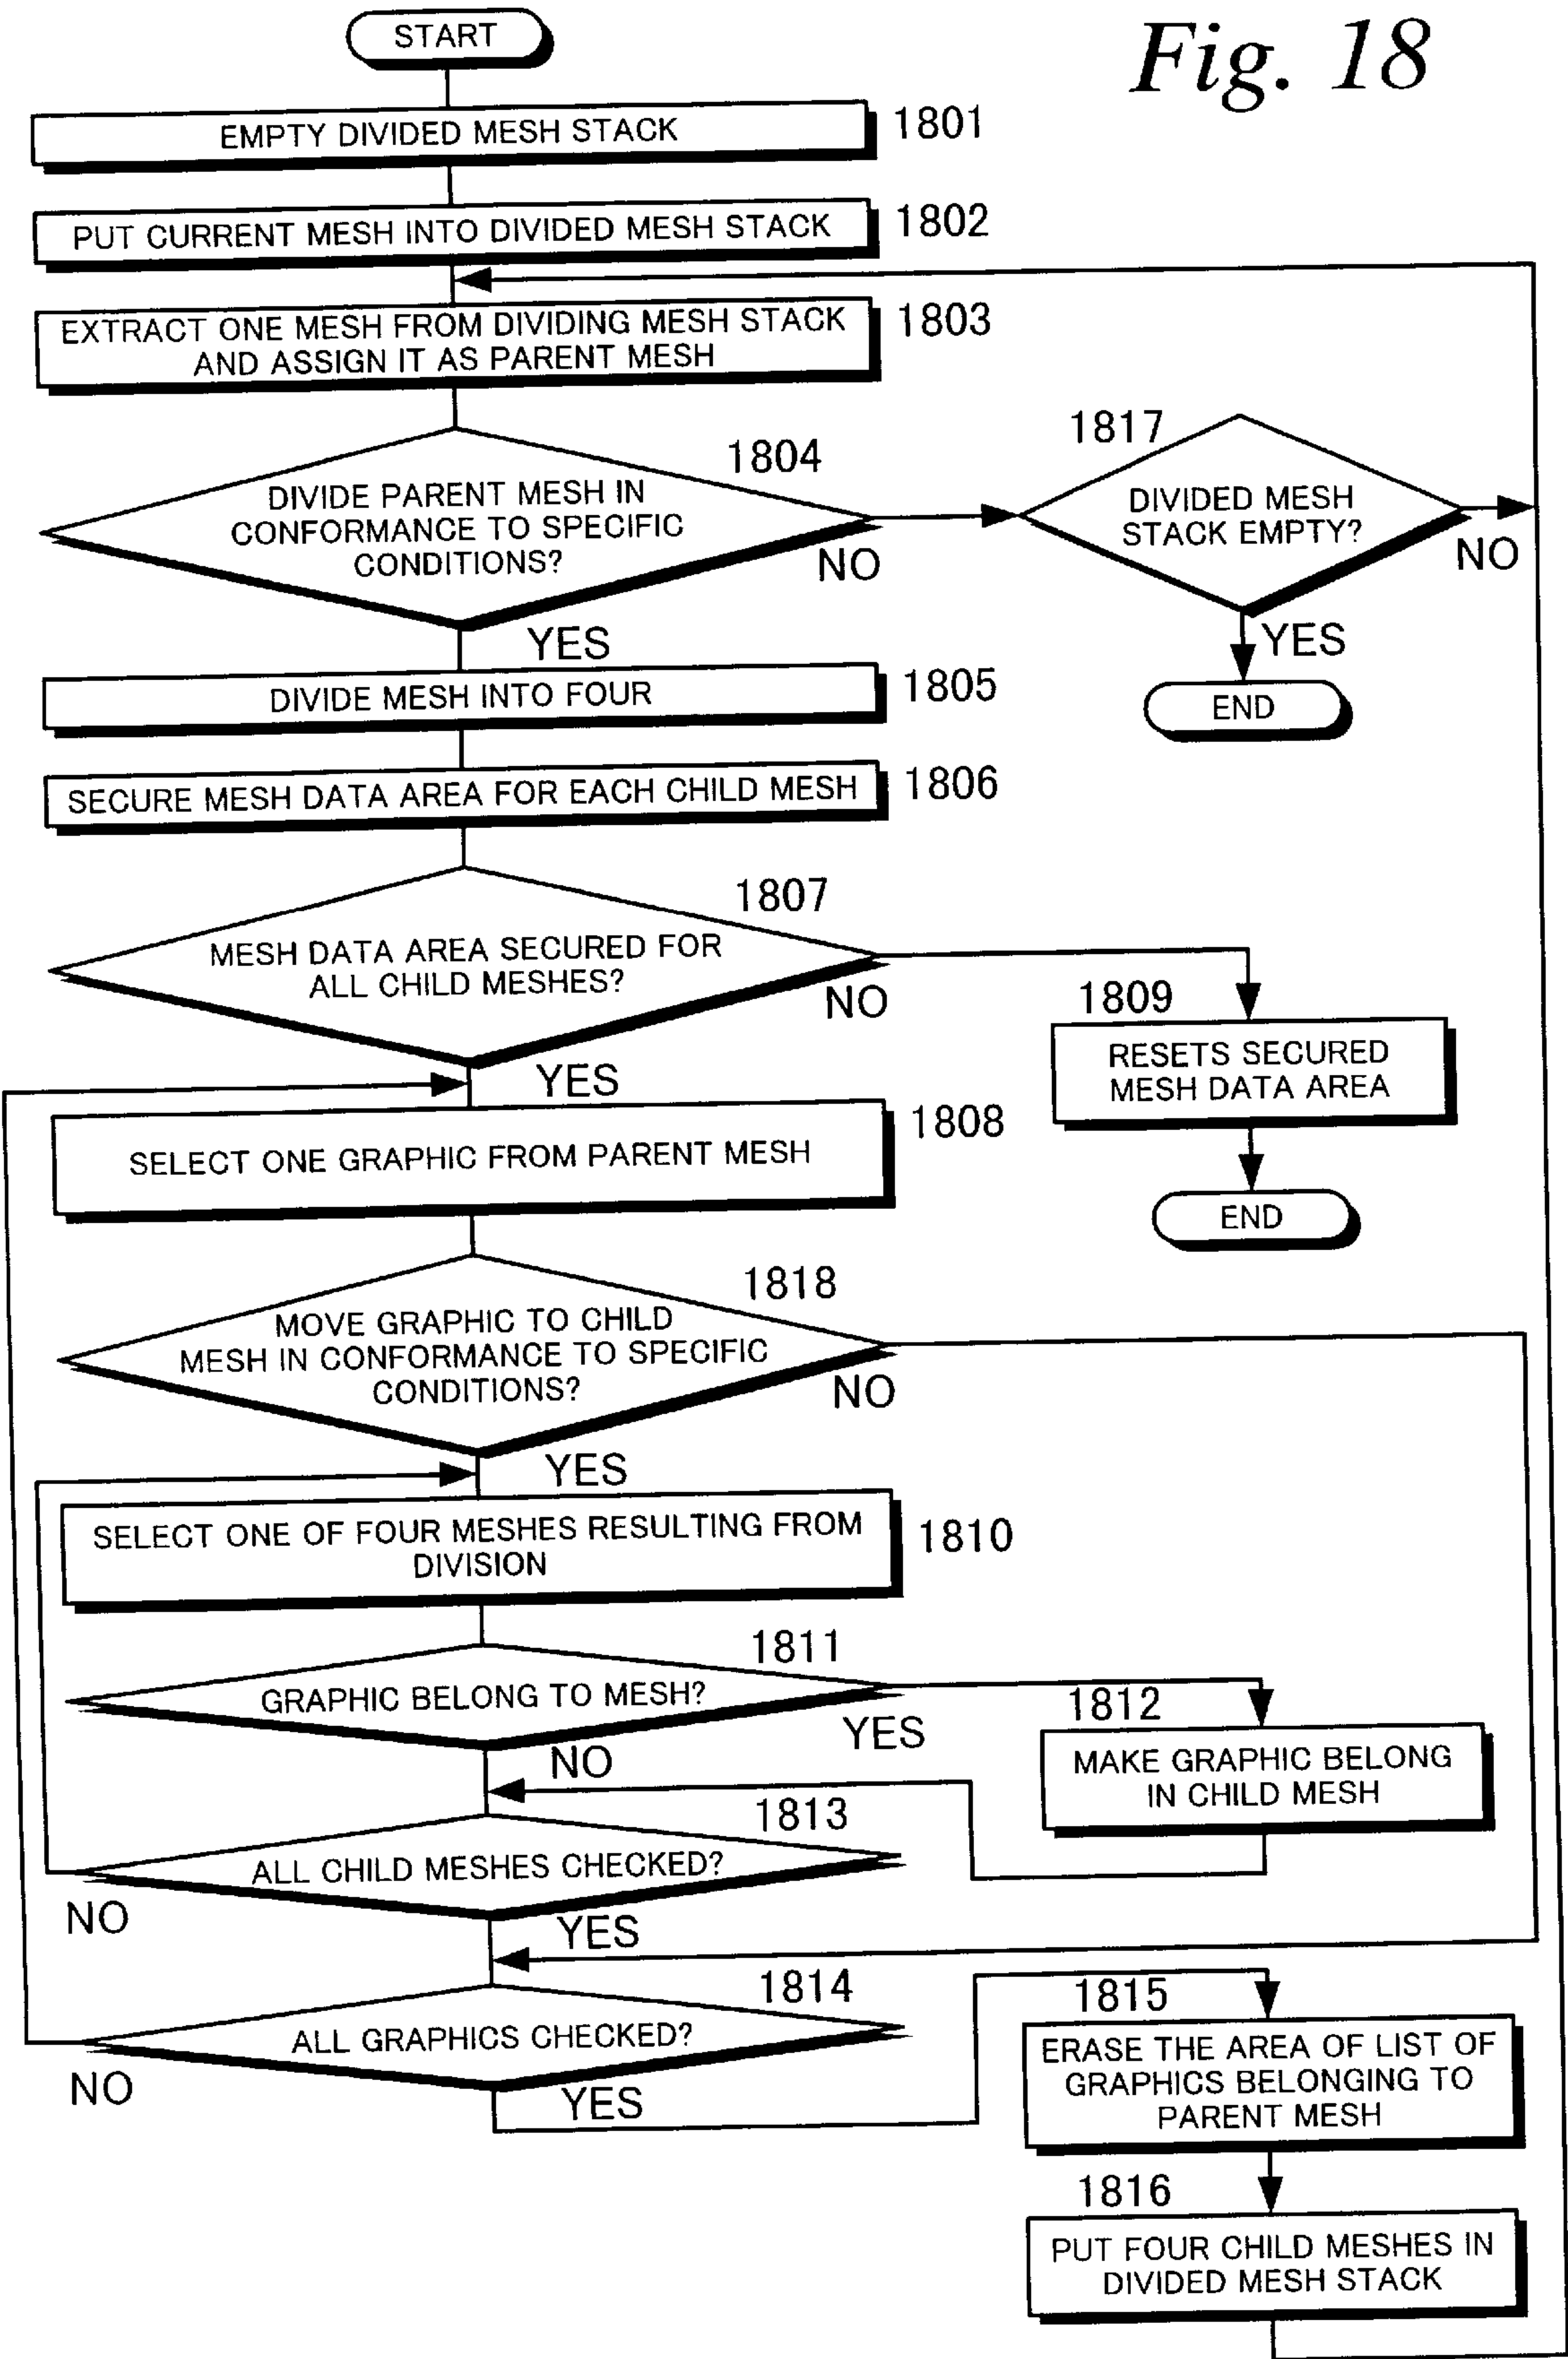 Fig. 18
START
EMPTY DIVIDED MESH STACK
1801
PUT CURRENT MESH INTO DIVIDED MESH STACK
1802
EXTRACT ONE MESH FROM DIVIDING MESH STACK
AND ASSIGN IT AS PARENT MESH
1803
1804
DIVIDE PARENT MESH IN
CONFORMANCE TO SPECIFIC
CONDITIONS?
NO
YES
1817
DIVIDED MESH
STACK EMPTY?
NO
YES
END
DIVIDE MESH INTO FOUR
1805
SECURE MESH DATA AREA FOR EACH CHILD MESH
1806
1807
MESH DATA AREA SECURED FOR
ALL CHILD MESHES?
NO
YES
1809
RESETS SECURED
MESH DATA AREA
END
SELECT ONE GRAPHIC FROM PARENT MESH
1808
1818
MOVE GRAPHIC TO CHILD
MESH IN CONFORMANCE TO SPECIFIC
CONDITIONS?
NO
YES
SELECT ONE OF FOUR MESHES RESULTING FROM
DIVISION
1810
1811
GRAPHIC BELONG TO MESH?
YES
NO
1812
MAKE GRAPHIC BELONG
IN CHILD MESH
1813
ALL CHILD MESHES CHECKED?
NO
YES
1814
ALL GRAPHICS CHECKED?
NO
YES
1815
ERASE THE AREA OF LIST OF
GRAPHICS BELONGING TO
PARENT MESH
1816
PUT FOUR CHILD MESHES IN
DIVIDED MESH STACK